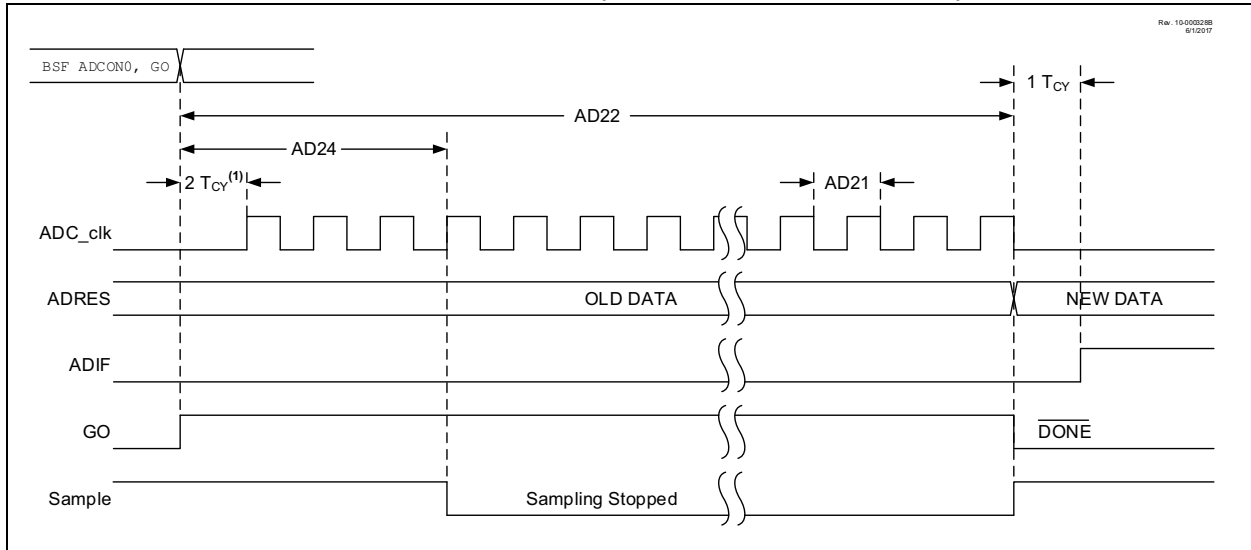 Rev. 10-000328B
6/1/2017
BSF ADCON0, GO
1 TCY
AD22
AD24
2 TCY(1)
AD21
ADC_clk
ADRES
OLD DATA
NEW DATA
ADIF
GO
DONE
Sample
Sampling Stopped